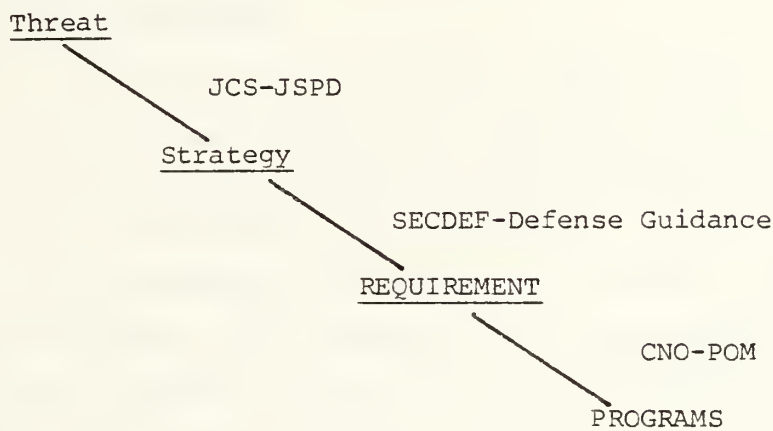 Threat
JCS-JSPD
Strategy
SECDEF-Defense Guidance
REQUIREMENT
CNO-POM
PROGRAMS